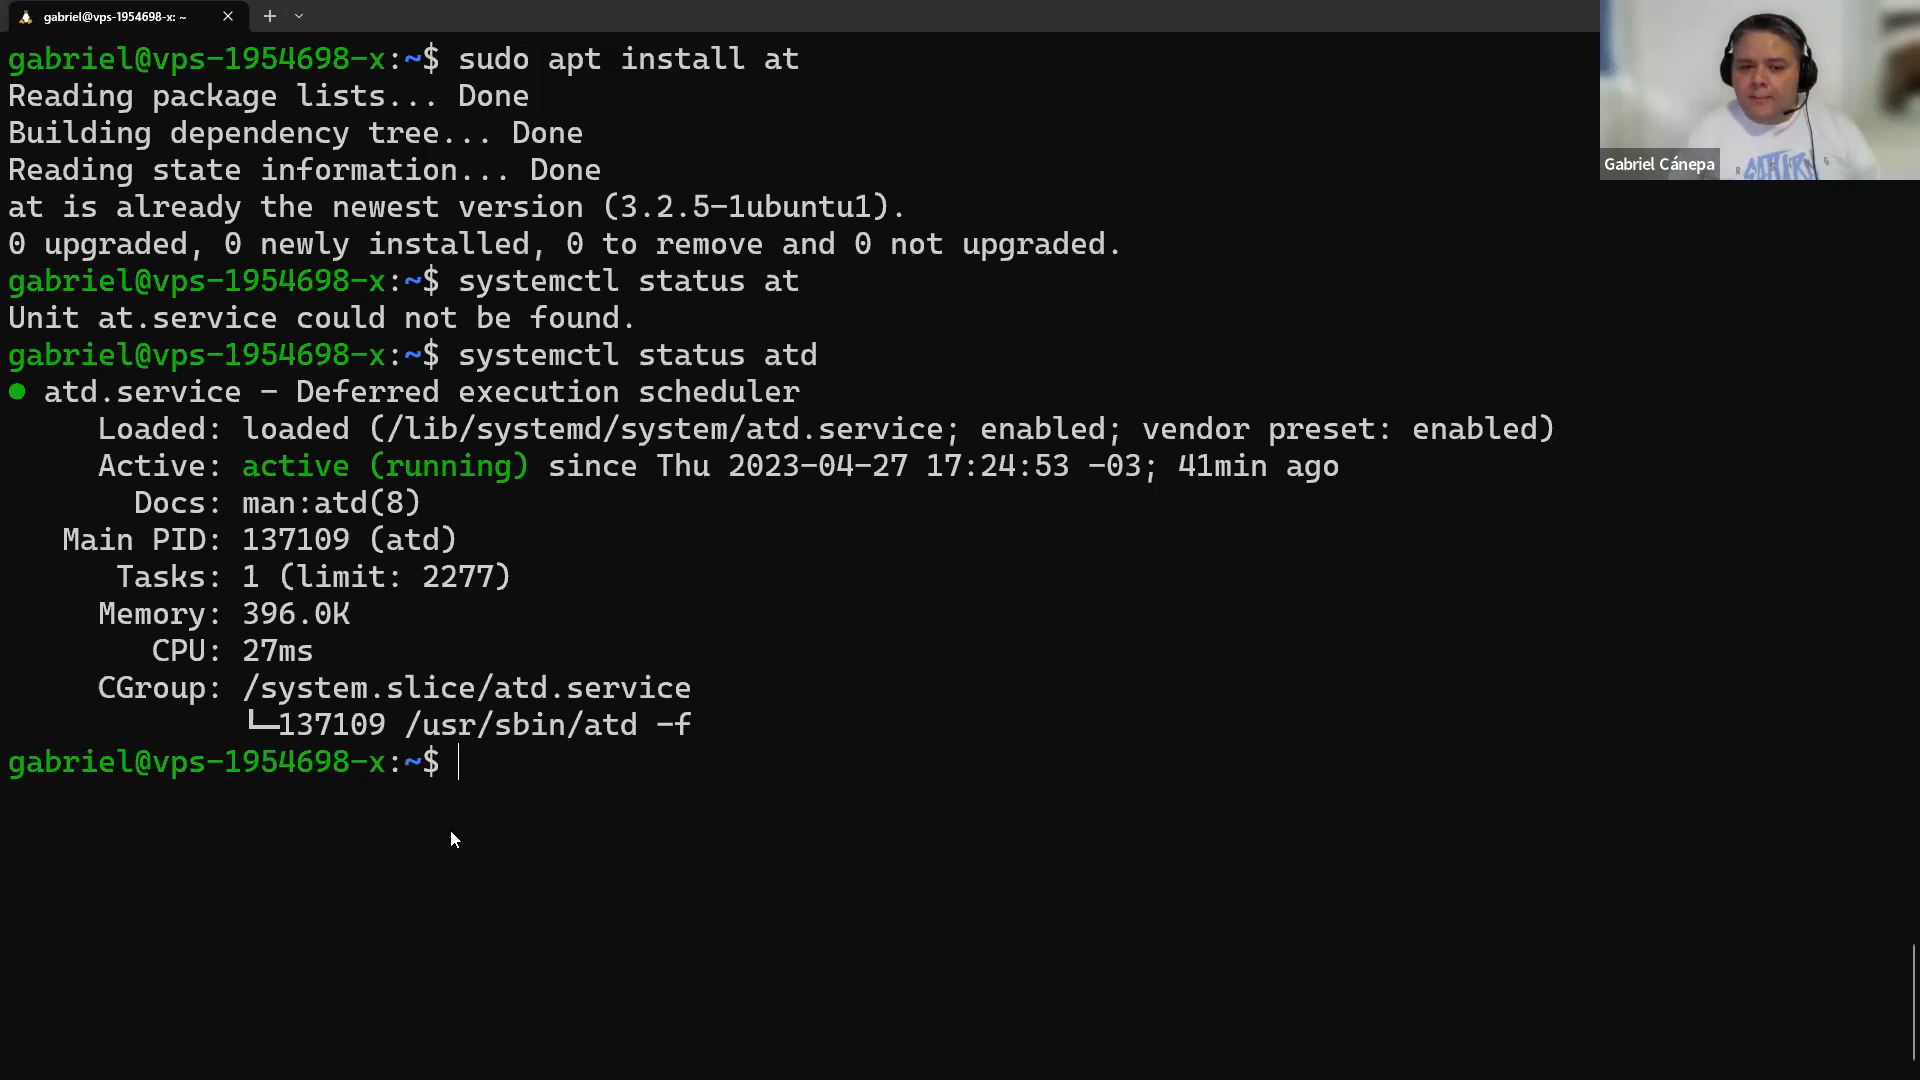 gabriel@vps-1954698-x: ~
gabriel@vps-1954698-x:~$ sudo apt install at
Reading package lists... Done
Building dependency tree... Done
Reading state information... Done
at is already the newest version (3.2.5-1ubuntu1).
0 upgraded, 0 newly installed, 0 to remove and 0 not upgraded.
gabriel@vps-1954698-x:~$ systemctl status at
Unit at.service could not be found.
gabriel@vps-1954698-x:~$ systemctl status atd
● atd.service - Deferred execution scheduler
Loaded: loaded (/lib/systemd/system/atd.service; enabled; vendor preset: enabled)
Active: active (running) since Thu 2023-04-27 17:24:53 -03; 41min ago
Docs: man:atd(8)
Main PID: 137109 (atd)
Tasks: 1 (limit: 2277)
Memory: 396.0K
CPU: 27ms
CGroup: /system.slice/atd.service
└─137109 /usr/sbin/atd -f
gabriel@vps-1954698-x:~$
Gabriel Cánepa